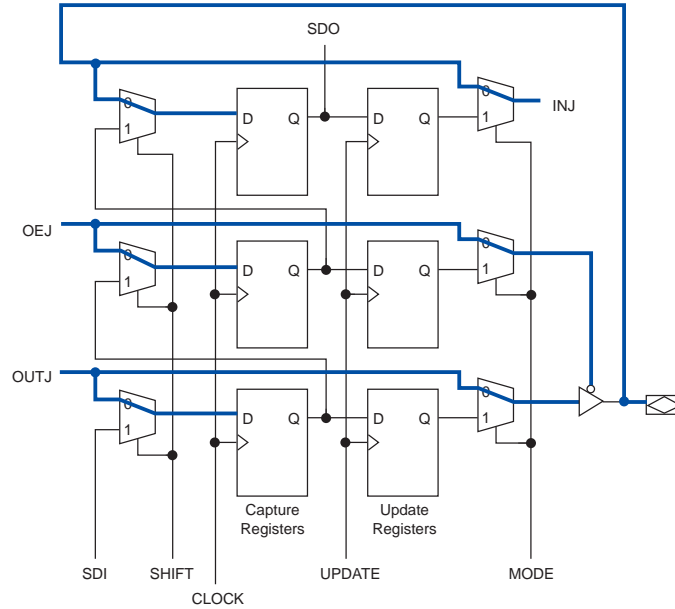 SDO
0
1
D Q
D Q
0
1
INJ
OEJ
0
1
D Q
D Q
0
1
OUTJ
0
1
D Q
D Q
0
1
Capture
Registers
Update
Registers
SDI SHIFT UPDATE MODE
CLOCK